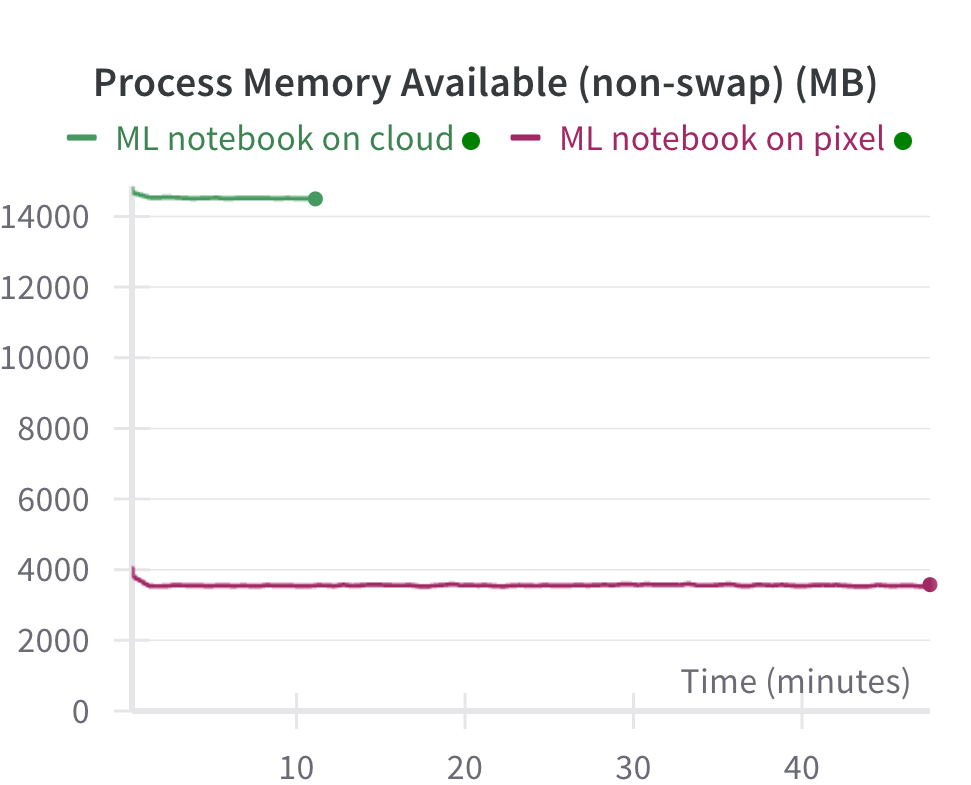 Process Memory Available (non-swap) (MB)
ML notebook on cloud ML notebook on pixel
14000
12000
10000
8000
6000
4000
2000
Time (minutes)
0
10 20 30 40